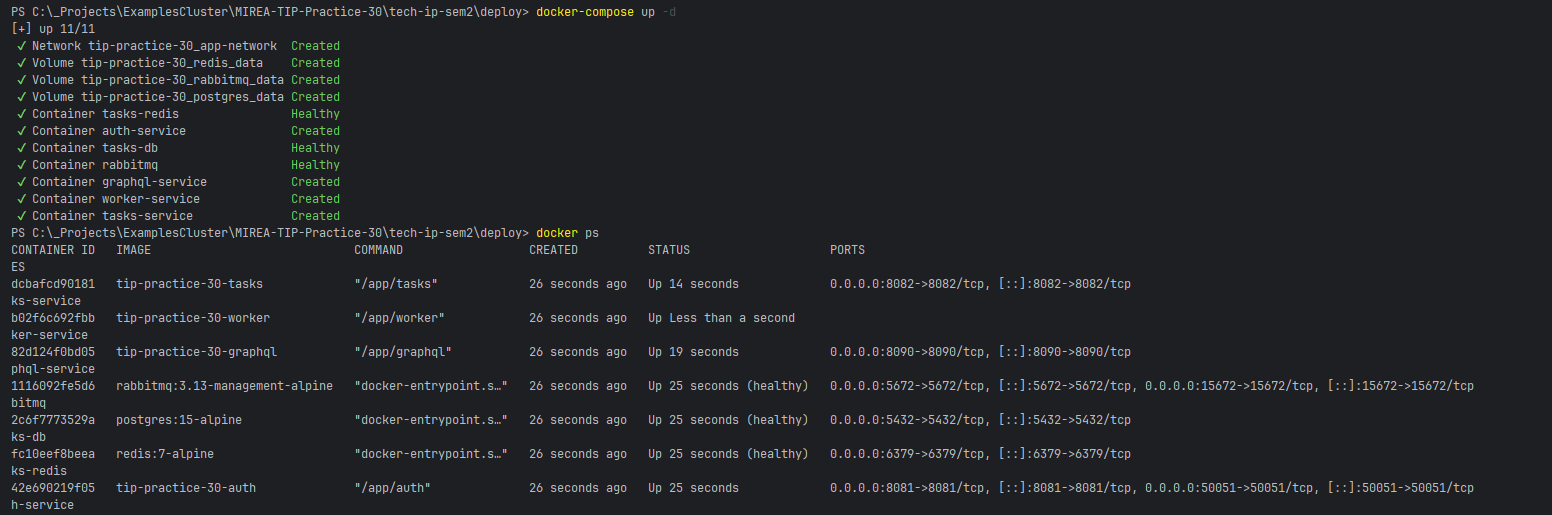 PS C:\_Projects\ExamplesCluster\MIREA-TIP-Practice-30\tech-ip-sem2\deploy> docker-compose up -d
[+] up 11/11
✓ Network tip-practice-30_app-network Created
✓ Volume tip-practice-30_redis_data Created
✓ Volume tip-practice-30_rabbitmq_data Created
✓ Volume tip-practice-30_postgres_data Created
✓ Container tasks-redis Healthy
✓ Container auth-service Created
✓ Container tasks-db Healthy
✓ Container rabbitmq Healthy
✓ Container graphql-service Created
✓ Container worker-service Created
✓ Container tasks-service Created
PS C:\_Projects\ExamplesCluster\MIREA-TIP-Practice-30\tech-ip-sem2\deploy> docker ps
CONTAINER ID IMAGE COMMAND CREATED STATUS PORTS
ES
dcbafcd90181 tip-practice-30-tasks "/app/tasks" 26 seconds ago Up 14 seconds 0.0.0.0:8082->8082/tcp, [::]:8082->8082/tcp
ks-service
b02f6c692fbb tip-practice-30-worker "/app/worker" 26 seconds ago Up Less than a second
ker-service
82d124f0bd05 tip-practice-30-graphql "/app/graphql" 26 seconds ago Up 19 seconds 0.0.0.0:8090->8090/tcp, [::]:8090->8090/tcp
phql-service
1116092fe5d6 rabbitmq:3.13-management-alpine "docker-entrypoint.s…" 26 seconds ago Up 25 seconds (healthy) 0.0.0.0:5672->5672/tcp, [::]:5672->5672/tcp, 0.0.0.0:15672->15672/tcp, [::]:15672->15672/tcp
bitmq
2c6f7773529a postgres:15-alpine "docker-entrypoint.s…" 26 seconds ago Up 25 seconds (healthy) 0.0.0.0:5432->5432/tcp, [::]:5432->5432/tcp
ks-db
fc10eef8beea redis:7-alpine "docker-entrypoint.s…" 26 seconds ago Up 25 seconds (healthy) 0.0.0.0:6379->6379/tcp, [::]:6379->6379/tcp
ks-redis
42e690219f05 tip-practice-30-auth "/app/auth" 26 seconds ago Up 25 seconds 0.0.0.0:8081->8081/tcp, [::]:8081->8081/tcp, 0.0.0.0:50051->50051/tcp, [::]:50051->50051/tcp
h-service